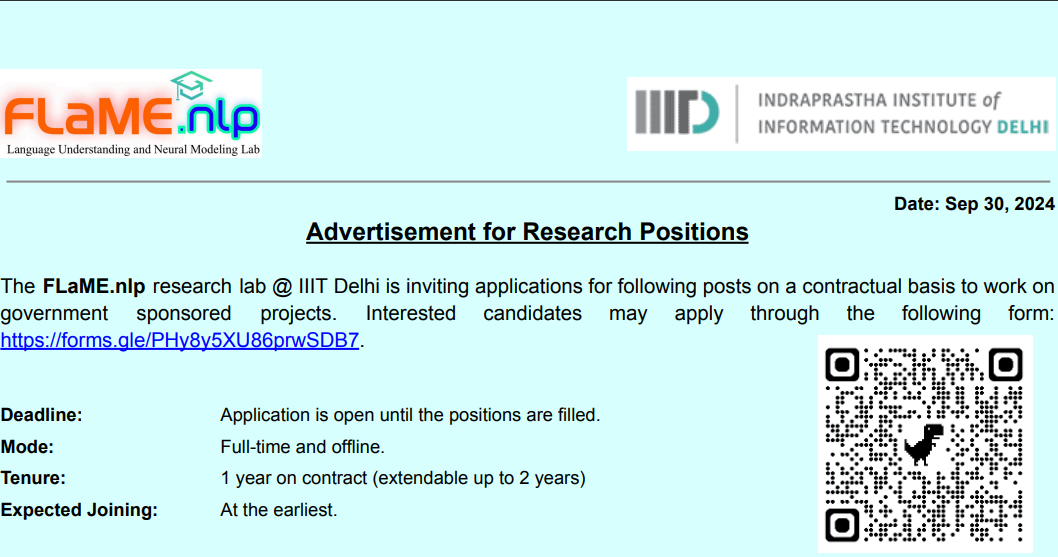 FLaME.nlp
Language Understanding and Neural Modeling Lab
IIITD
INDRAPRASTHA INSTITUTE of
INFORMATION TECHNOLOGY DELHI
Date: Sep 30, 2024
Advertisement for Research Positions
The FLaME.nlp research lab @ IIIT Delhi is inviting applications for following posts on a contractual basis to work on
government sponsored projects. Interested candidates may apply through the following form:
https://forms.gle/PHy8y5XU86prwSDB7.
Deadline: Application is open until the positions are filled.
Mode: Full-time and offline.
Tenure: 1 year on contract (extendable up to 2 years)
Expected Joining: At the earliest.